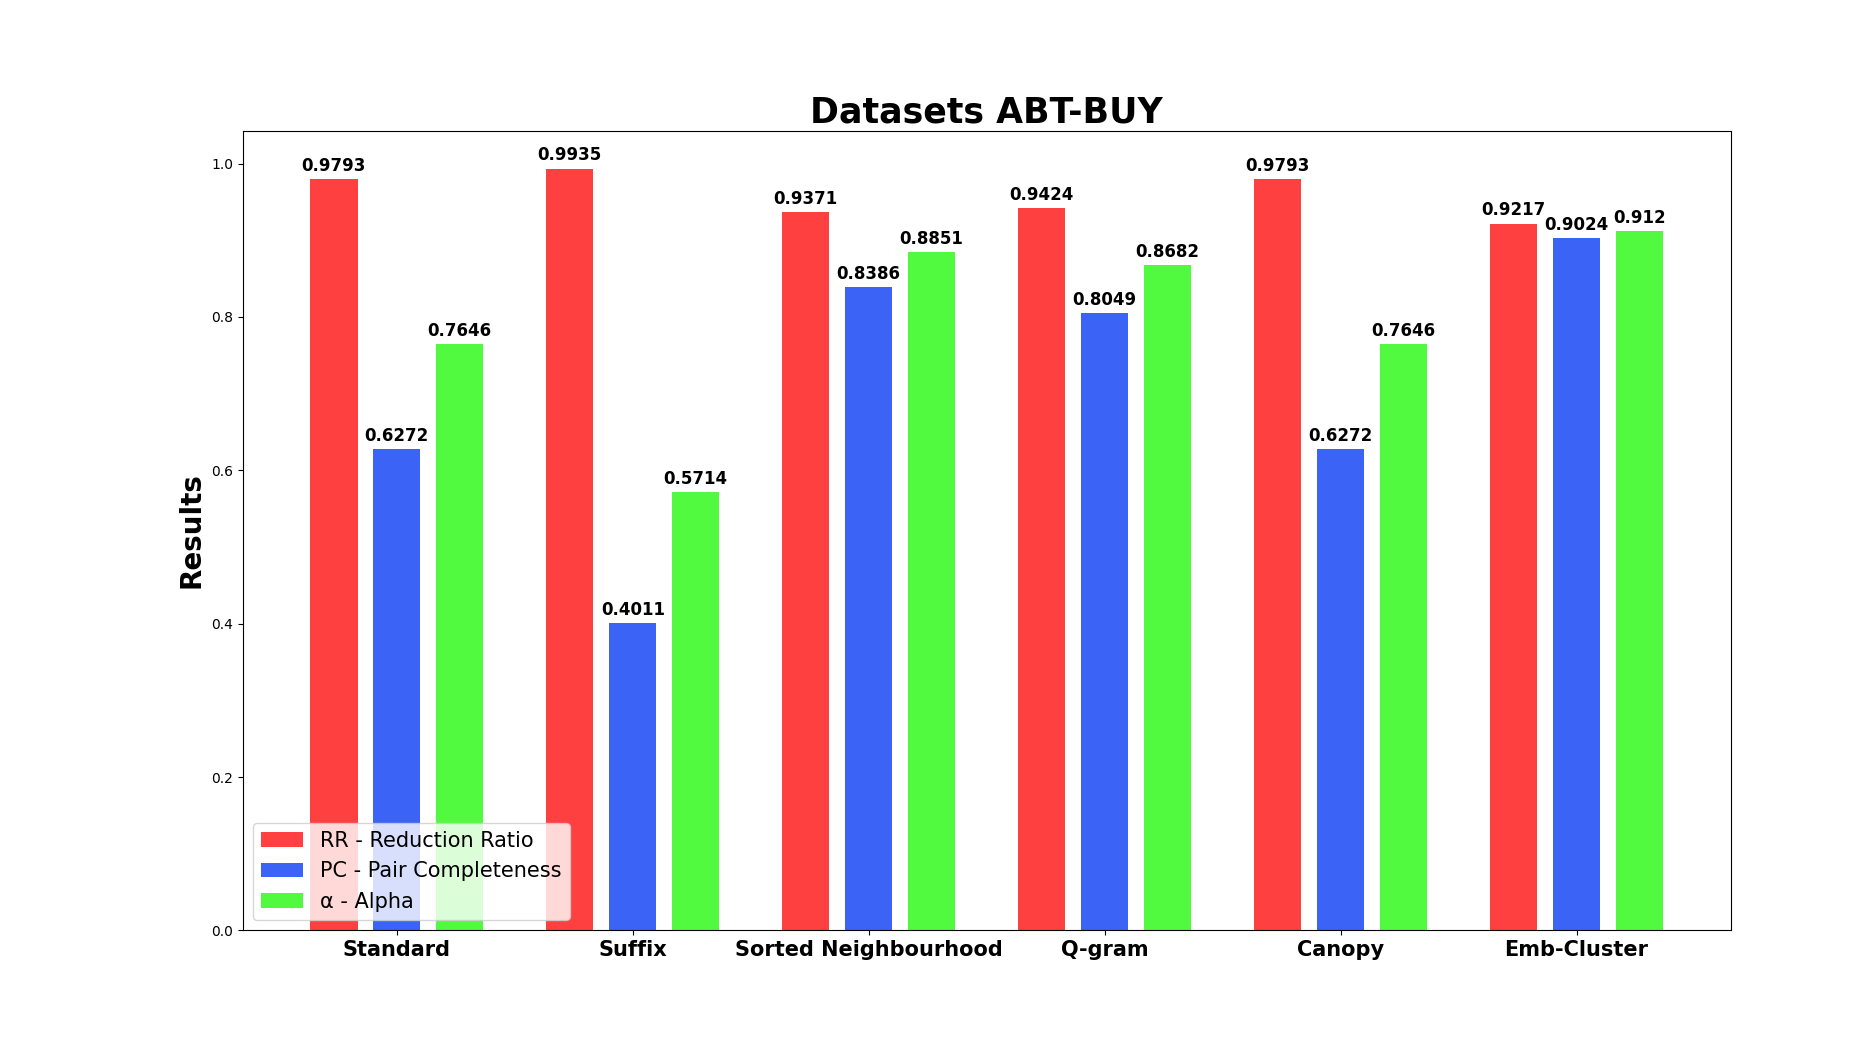 Datasets ABT-BUY
Results
1.0
0.8
0.6
0.4
0.2
0.0
0.9793
0.6272
0.7646
0.9935
0.4011
0.5714
0.9371
0.8386
0.8851
0.9424
0.8049
0.8682
0.9793
0.6272
0.7646
0.9217
0.9024
0.912
RR - Reduction Ratio
PC - Pair Completeness
α - Alpha
Standard
Suffix
Sorted Neighbourhood
Q-gram
Canopy
Emb-Cluster